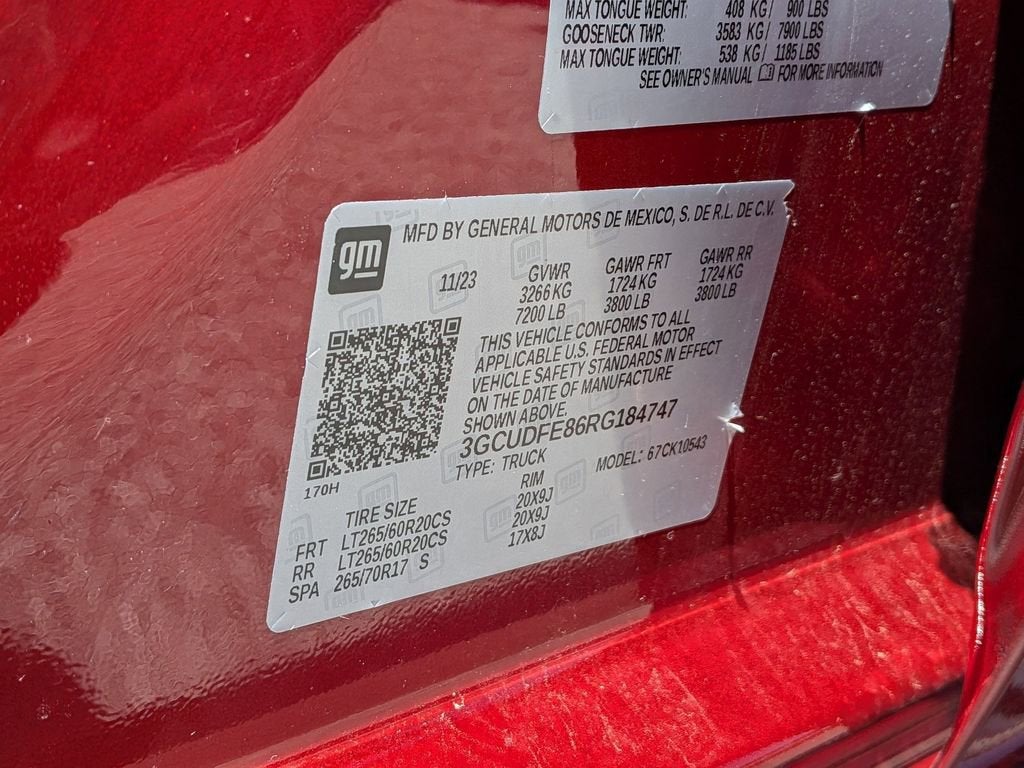 MAX TONGUE WEIGHT: 408 KG/ 900 LBS
GOOSENECK TWR: 3583 KG/ 7900 LBS
MAX TONGUE WEIGHT: 538 KG/ 1185 LBS
SEE OWNER'S MANUAL FOR MORE INFORMATION
gm
MFD BY GENERAL MOTORS DE MEXICO, S. DE R.L. DE C.V.
11/23 GVWR GAWR FRT GAWR RR
3266 KG 1724 KG 1724 KG
7200 LB 3800 LB 3800 LB
THIS VEHICLE CONFORMS TO ALL
APPLICABLE U.S. FEDERAL MOTOR
VEHICLE SAFETY STANDARDS IN EFFECT
ON THE DATE OF MANUFACTURE
SHOWN ABOVE.
3GCUDFE86RG184747
TYPE: TRUCK MODEL: 67CK10543
170H
TIRE SIZE RIM
FRT LT265/60R20CS 20X9J
RR LT265/60R20CS 20X9J
SPA 265/70R17 S 17X8J